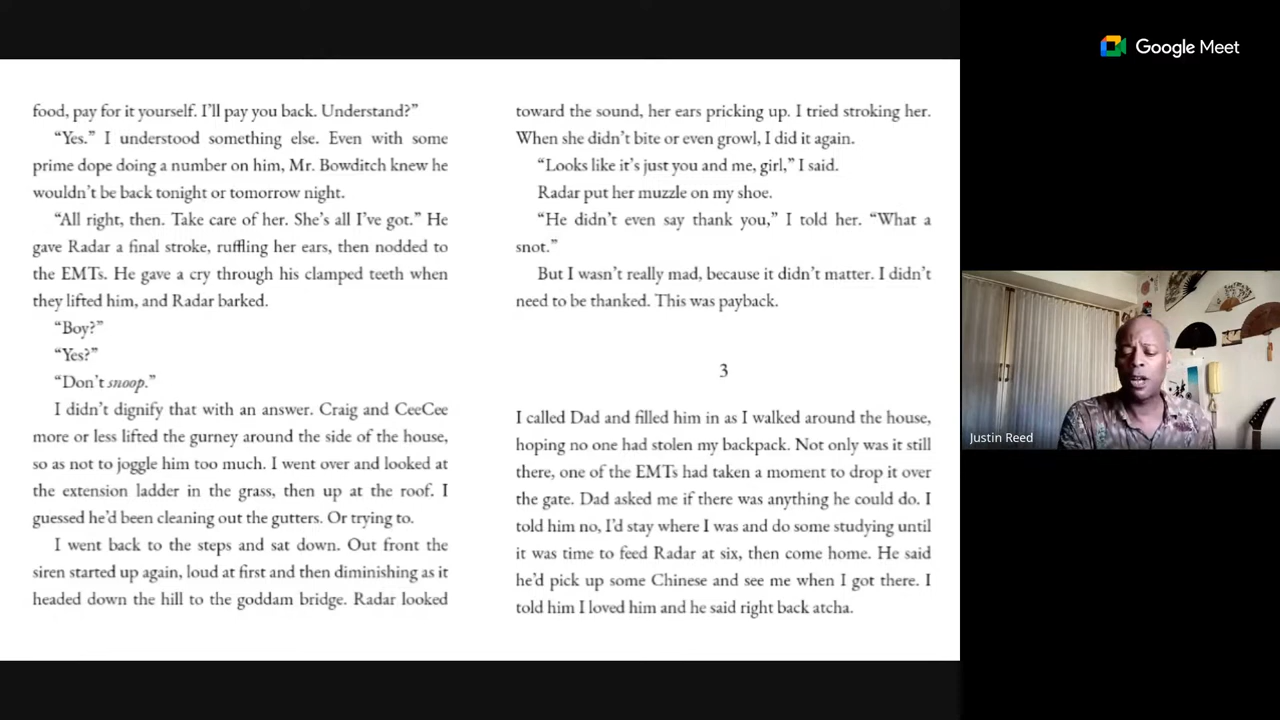 food, pay for it yourself. I’ll pay you back. Understand?”
“Yes.” I understood something else. Even with some
prime dope doing a number on him, Mr. Bowditch knew he
wouldn’t be back tonight or tomorrow night.
“All right, then. Take care of her. She’s all I’ve got.” He
gave Radar a final stroke, ruffling her ears, then nodded to
the EMTs. He gave a cry through his clamped teeth when
they lifted him, and Radar barked.
“Boy?”
“Yes?”
“Don’t snoop.”
I didn’t dignify that with an answer. Craig and CeeCee
more or less lifted the gurney around the side of the house,
so as not to joggle him too much. I went over and looked at
the extension ladder in the grass, then up at the roof. I
guessed he’d been cleaning out the gutters. Or trying to.
I went back to the steps and sat down. Out front the
siren started up again, loud at first and then diminishing as it
headed down the hill to the goddam bridge. Radar looked
toward the sound, her ears pricking up. I tried stroking her.
When she didn’t bite or even growl, I did it again.
“Looks like it’s just you and me, girl,” I said.
Radar put her muzzle on my shoe.
“He didn’t even say thank you,” I told her. “What a
snot.”
But I wasn’t really mad, because it didn’t matter. I didn’t
need to be thanked. This was payback.
3
I called Dad and filled him in as I walked around the house,
hoping no one had stolen my backpack. Not only was it still
there, one of the EMTs had taken a moment to drop it over
the gate. Dad asked me if there was anything he could do. I
told him no, I’d stay where I was and do some studying until
it was time to feed Radar at six, then come home. He said
he’d pick up some Chinese and see me when I got there. I
told him I loved him and he said right back atcha.
Google Meet
Justin Reed